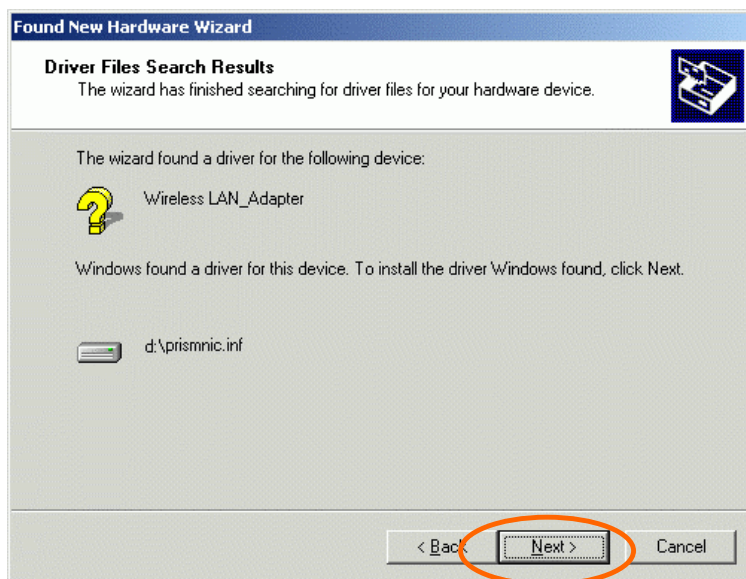 Found New Hardware Wizard
Driver Files Search Results
The wizard has finished searching for driver files for your hardware device.
The wizard found a driver for the following device:
Wireless LAN_Adapter
Windows found a driver for this device. To install the driver Windows found, click Next.
d:\prismnic.inf
< Back Next > Cancel